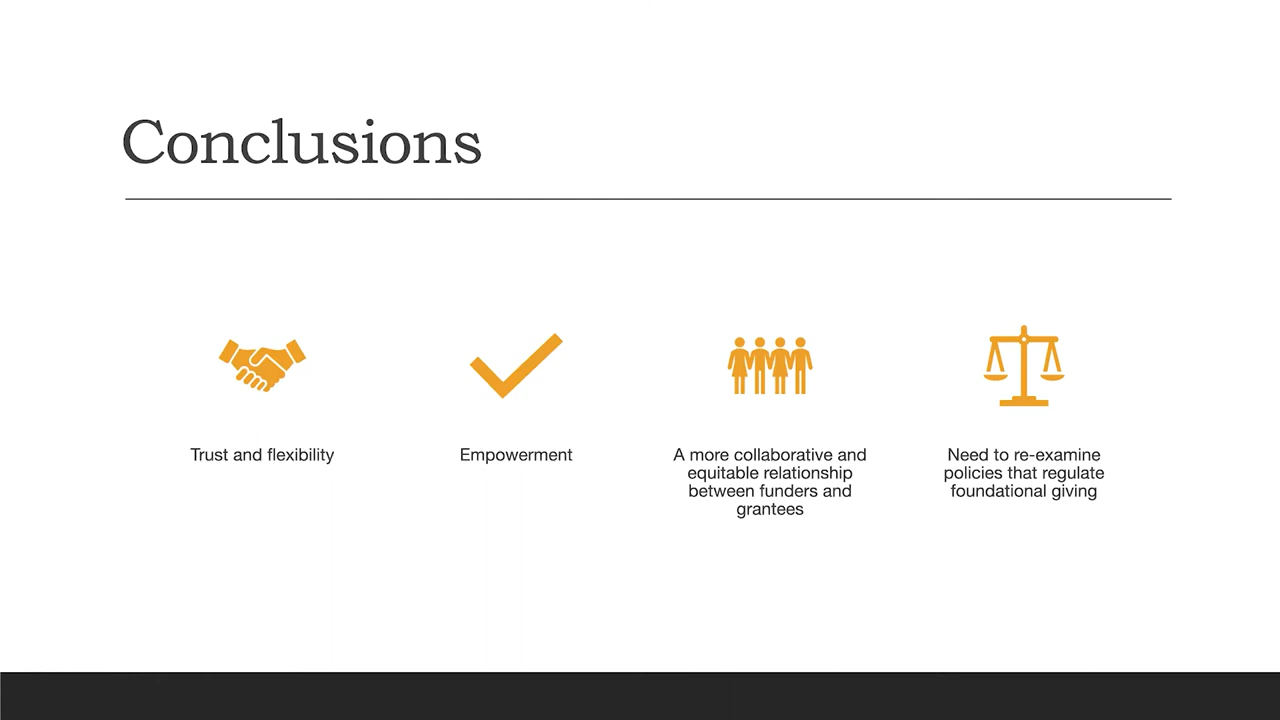 Conclusions
Trust and flexibility
Empowerment
A more collaborative and
equitable relationship
between funders and
grantees
Need to re-examine
policies that regulate
foundational giving